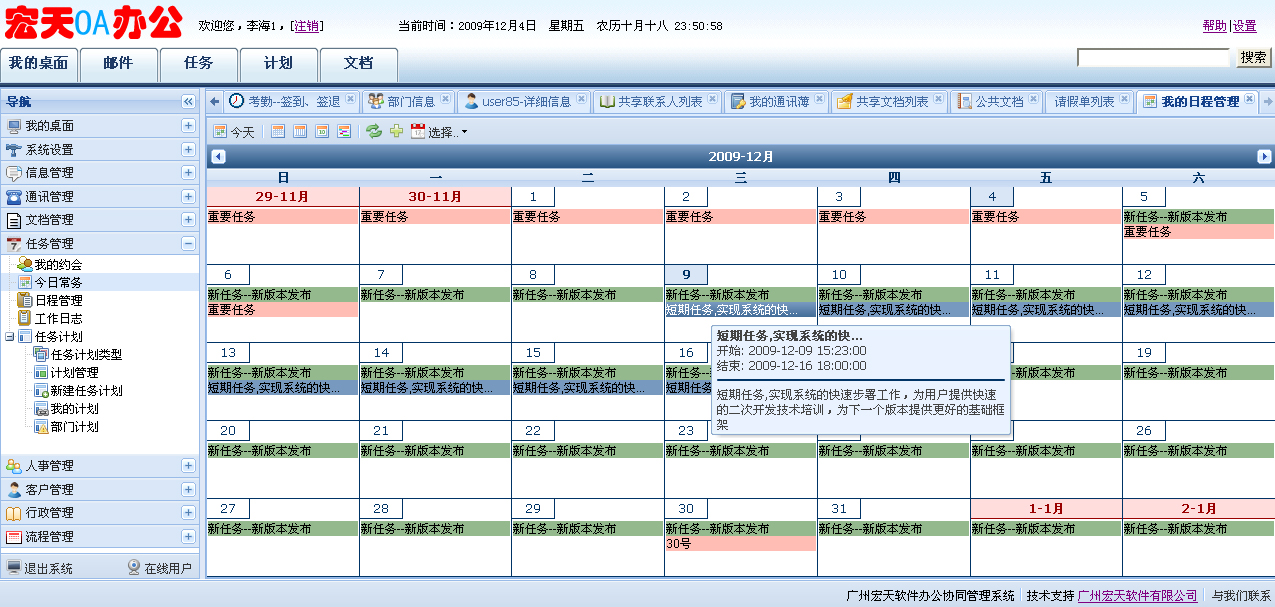 宏天OA办公 欢迎您，李海1，[注销] 当前时间：2009年12月4日 星期五 农历十月十八 23:50:58 帮助|设置
我的桌面 邮件 任务 计划 文档 搜索
导航 考勤--签到、签退 部门信息 user85-详细信息 共享联系人列表 我的通讯薄 共享文档列表 公共文档 请假单列表 我的日程管理
我的桌面
系统设置
信息管理
通讯管理
文档管理
任务管理
我的约会
今日常务
日程管理
工作日志
任务计划
任务计划类型
计划管理
新建任务计划
我的计划
部门计划
人事管理
客户管理
行政管理
流程管理
退出系统 在线用户
今天 选择..
2009-12月
日 一 二 三 四 五 六
29-11月 30-11月 1 2 3 4 5
重要任务 重要任务 重要任务 重要任务 重要任务 重要任务 新任务--新版本发布
重要任务
6 7 8 9 10 11 12
新任务--新版本发布 新任务--新版本发布 新任务--新版本发布 新任务--新版本发布 新任务--新版本发布 新任务--新版本发布 新任务--新版本发布
重要任务 短期任务,实现系统的快... 短期任务,实现系统的快... 短期任务,实现系统的快... 短期任务,实现系统的快...
短期任务,实现系统的快...
开始: 2009-12-09 15:23:00
结束: 2009-12-16 18:00:00
短期任务,实现系统的快速步署工作，为用户提供快速
的二次开发技术培训，为下一个版本提供更好的基础框
架
13 14 15 16 19
新任务--新版本发布 新任务--新版本发布 新任务--新版本发布 新任务 新任务--新版本发布
短期任务,实现系统的快... 短期任务,实现系统的快... 短期任务,实现系统的快... 短期任务
20 21 22 23 26
新任务--新版本发布 新任务--新版本发布 新任务--新版本发布 新任务--新版本发布 新任务--新版本发布 新任务--新版本发布 新任务--新版本发布
27 28 29 30 31 1-1月 2-1月
新任务--新版本发布 新任务--新版本发布 新任务--新版本发布 新任务--新版本发布 新任务--新版本发布 新任务--新版本发布 新任务--新版本发布
30号
广州宏天软件办公协同管理系统 技术支持 广州宏天软件有限公司 与我们联系